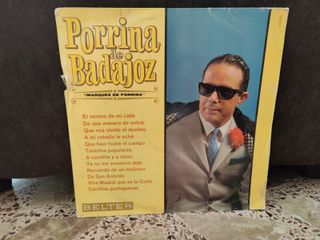 Porrina
de
Badajoz
"MARQUES DE PORRINA"
El sereno de mi calle
De que manera de entrar
Que nos olvide el destino
A mi caballo le eché
Que bien huele el campo
Tarantos populares
A canelita y a clavo
Ya no me enamoro más
Recuerdo de un molinero
De San Antonio
Viva Madrid que es la Corte
Cantiñas portuguesas
BELTER